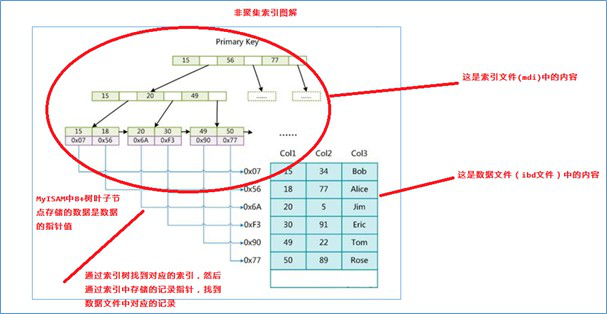 非聚集索引图解
Primary Key
15 56 77
这是索引文件(mdi)中的内容
15 20 49
...... ......
15 18 20 30 49 50
0x07 0x56 0x6A 0xF3 0x90 0x77
......
Col1 Col2 Col3
0x07 15 34 Bob
这是数据文件（ibd文件）中的内容
0x56 18 77 Alice
MyISAM中B+树叶子节
点存储的数据是数据
的指针值
0x6A 20 5 Jim
0xF3 30 91 Eric
0x90 49 22 Tom
0x77 50 89 Rose
通过索引树找到对应的索引，然后
通过索引中存储的记录指针，找到
数据文件中对应的记录